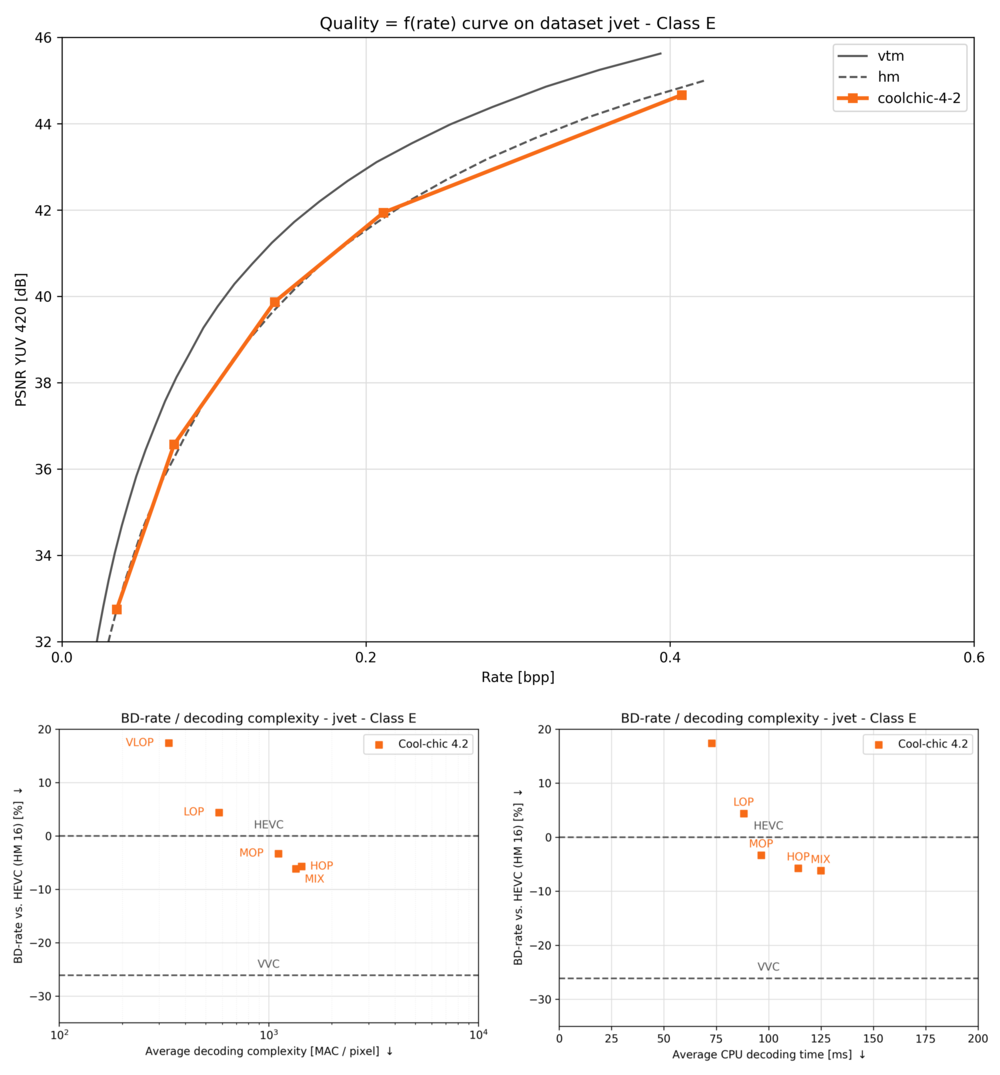 Quality = f(rate) curve on dataset jvet - Class E
46
44
42
40
38
36
34
32
PSNR YUV 420 [dB]
vtm
hm
coolchic-4-2
0.0
0.2
0.4
0.6
Rate [bpp]
BD-rate / decoding complexity - jvet - Class E
20
10
0
−10
−20
−30
BD-rate vs. HEVC (HM 16) [%] ↓
Cool-chic 4.2
VLOP
LOP
HEVC
MOP
HOP
MIX
VVC
10²
10³
10⁴
Average decoding complexity [MAC / pixel] ↓
BD-rate / decoding complexity - jvet - Class E
20
10
0
−10
−20
−30
BD-rate vs. HEVC (HM 16) [%] ↓
Cool-chic 4.2
LOP
HEVC
MOP
HOP
MIX
VVC
0
25
50
75
100
125
150
175
200
Average CPU decoding time [ms] ↓